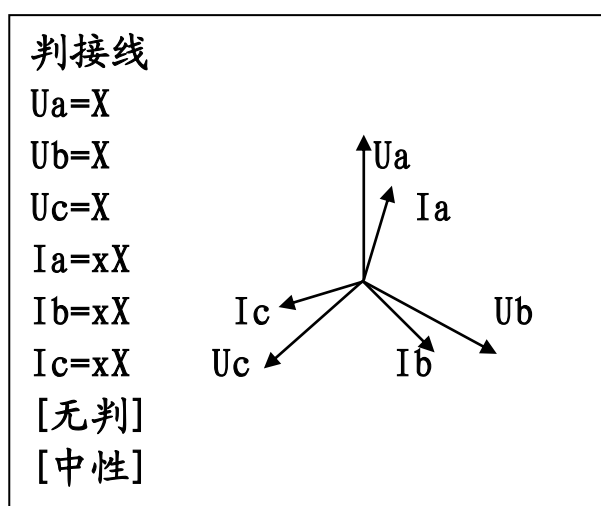 判接线
Ua=X
Ub=X
Uc=X
Ia=xX
Ib=xX
Ic=xX
[无判]
[中性]
Ua
Ia
Ic
Ub
Uc
Ib